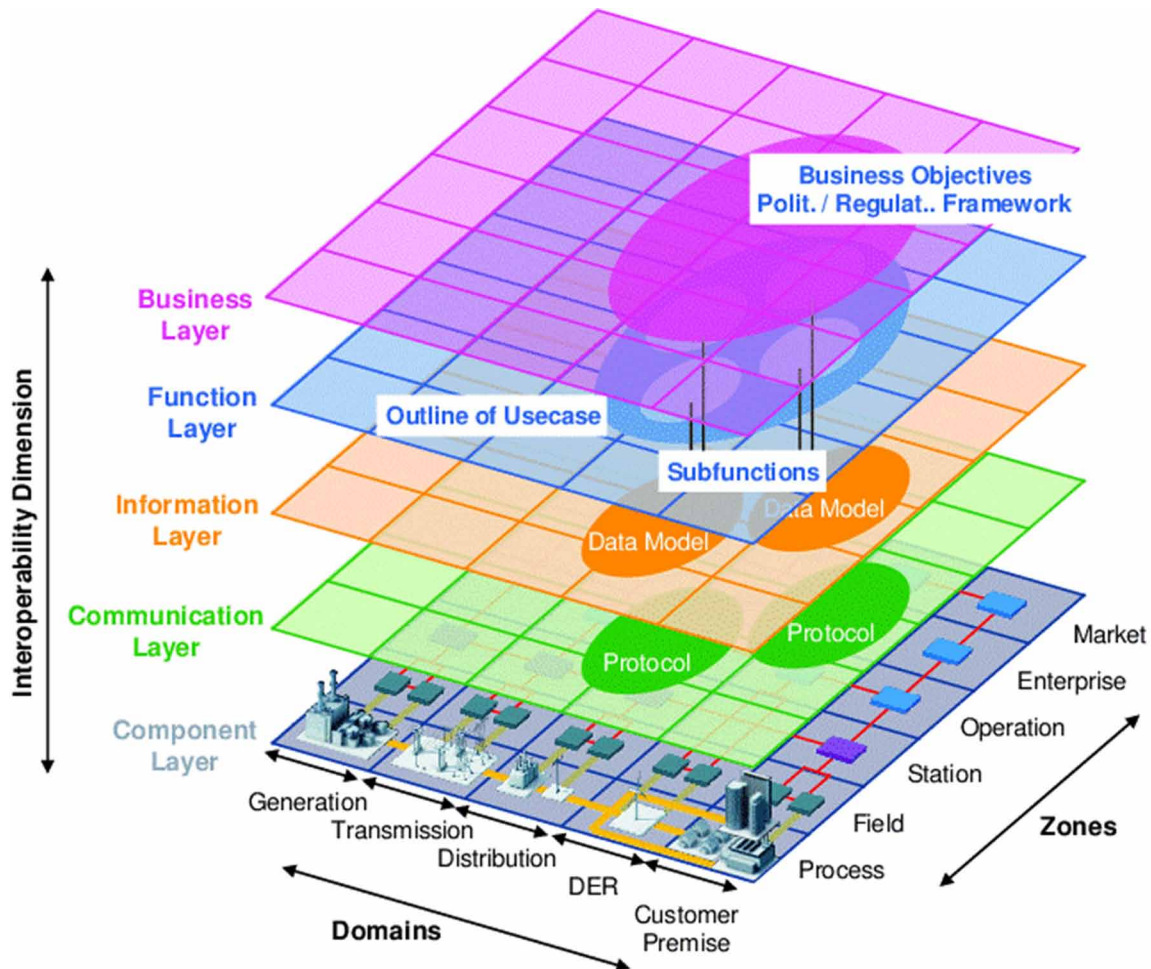 Business Objectives
Polit. / Regulat.. Framework
Business
Layer
Function
Layer
Outline of Usecase
Subfunctions
Information
Layer
Data Model
Data Model
Communication
Layer
Protocol
Protocol
Component
Layer
Interoperability Dimension
Generation
Transmission
Distribution
DER
Customer
Premise
Domains
Market
Enterprise
Operation
Station
Field
Process
Zones